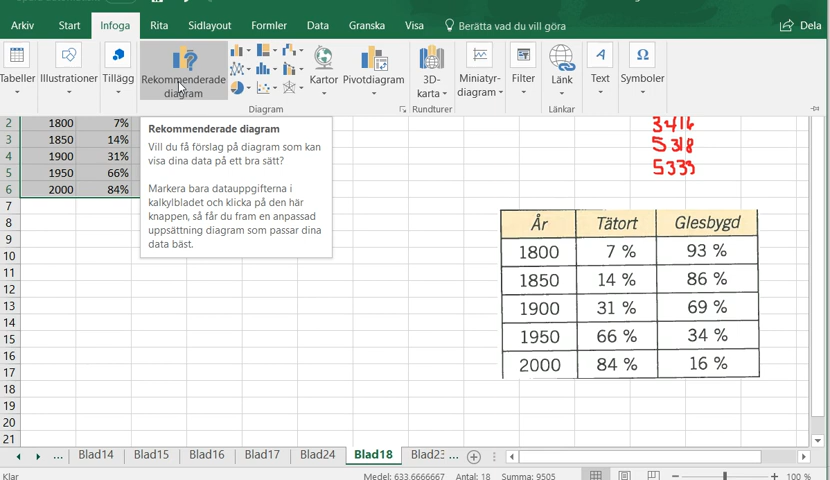 Arkiv Start Infoga Rita Sidlayout Formler Data Granska Visa Berätta vad du vill göra Dela
Tabeller
Illustrationer
Tillägg
Rekommenderade
diagram
Kartor
Pivotdiagram
3D-
karta
Miniatyr-
diagram
Filter
Länk
Text
Symboler
Diagram Rundturer Länkar
Rekommenderade diagram
Vill du få förslag på diagram som kan
visa dina data på ett bra sätt?
Markera bara datauppgifterna i
kalkylbladet och klicka på den här
knappen, så får du fram en anpassad
uppsättning diagram som passar dina
data bäst.
2 1800 7%
3 1850 14%
4 1900 31%
5 1950 66%
6 2000 84%
7
8
9
10
11
12
13
14
15
16
17
18
19
20
21
3416
5318
5333
År Tätort Glesbygd
1800 7 % 93 %
1850 14 % 86 %
1900 31 % 69 %
1950 66 % 34 %
2000 84 % 16 %
... Blad14 Blad15 Blad16 Blad17 Blad24 Blad18 Blad23 ...
Klar Medel: 633.6666667 Antal: 18 Summa: 9505 100 %